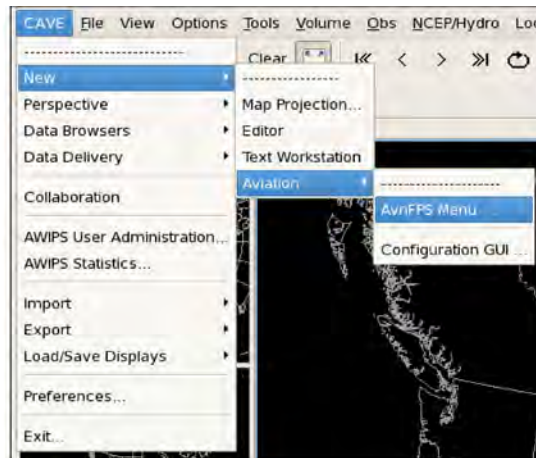 CAVE File View Options Tools Volume Obs NCEP/Hydro Loc
Clear
New
Perspective
Data Browsers
Data Delivery
Collaboration
AWIPS User Administration...
AWIPS Statistics...
Import
Export
Load/Save Displays
Preferences...
Exit...
Map Projection...
Editor
Text Workstation
Aviation
AvnFPS Menu
Configuration GUI ...